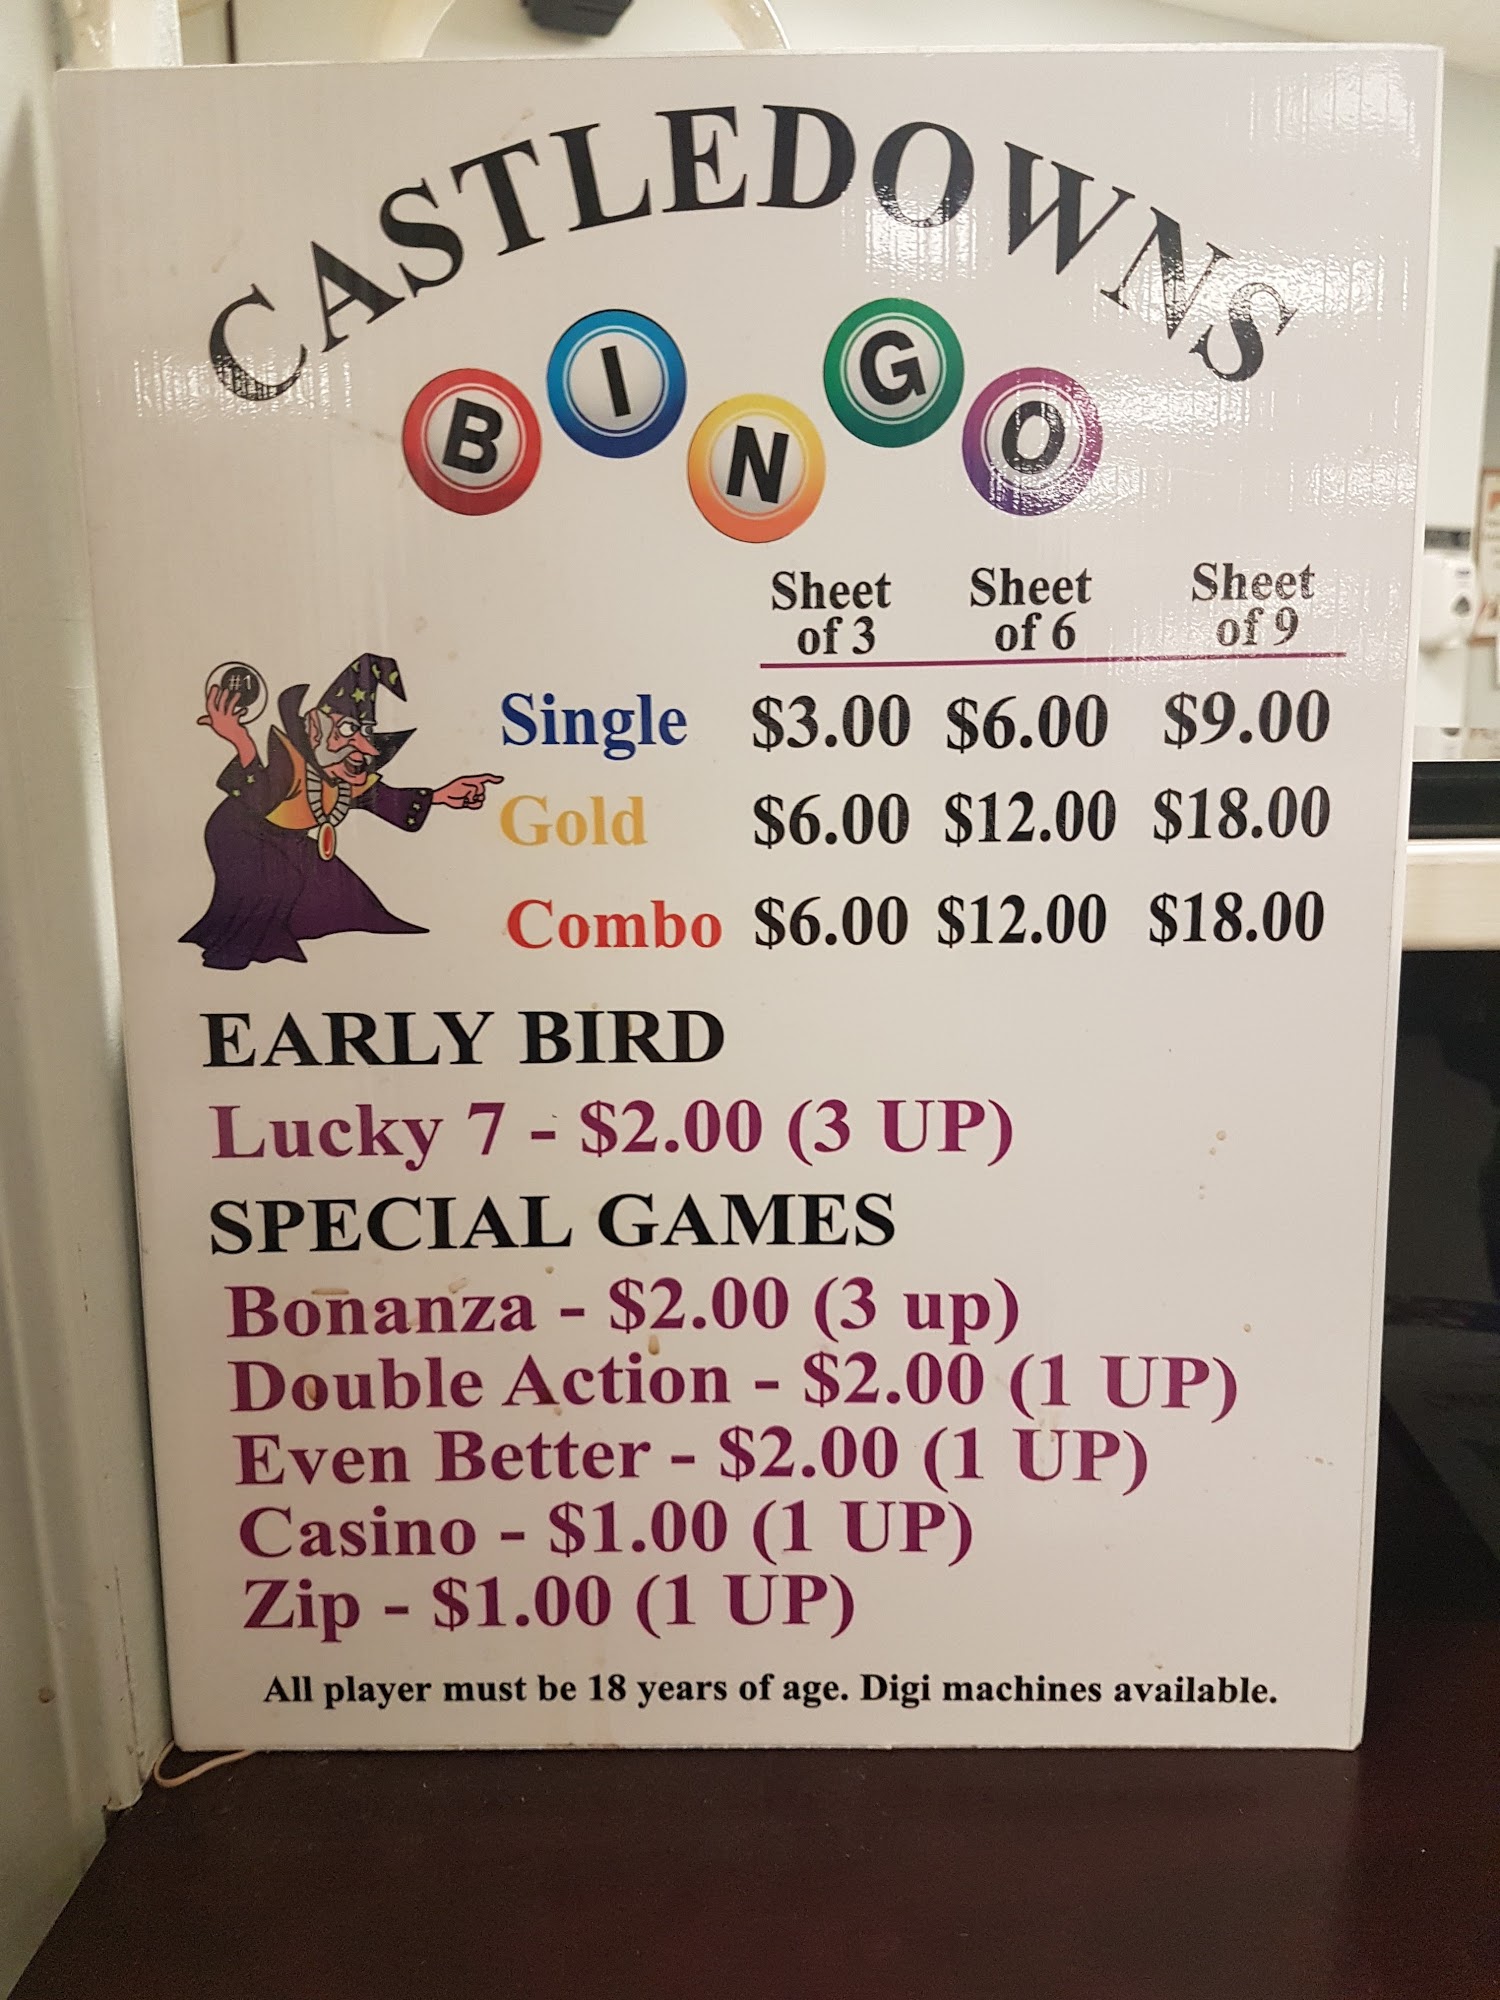 CASTLEDOWNS
BINGO
Sheet of 3 Sheet of 6 Sheet of 9
#1
Single $3.00 $6.00 $9.00
Gold $6.00 $12.00 $18.00
Combo $6.00 $12.00 $18.00
EARLY BIRD
Lucky 7 - $2.00 (3 UP)
SPECIAL GAMES
Bonanza - $2.00 (3 up)
Double Action - $2.00 (1 UP)
Even Better - $2.00 (1 UP)
Casino - $1.00 (1 UP)
Zip - $1.00 (1 UP)
All player must be 18 years of age. Digi machines available.